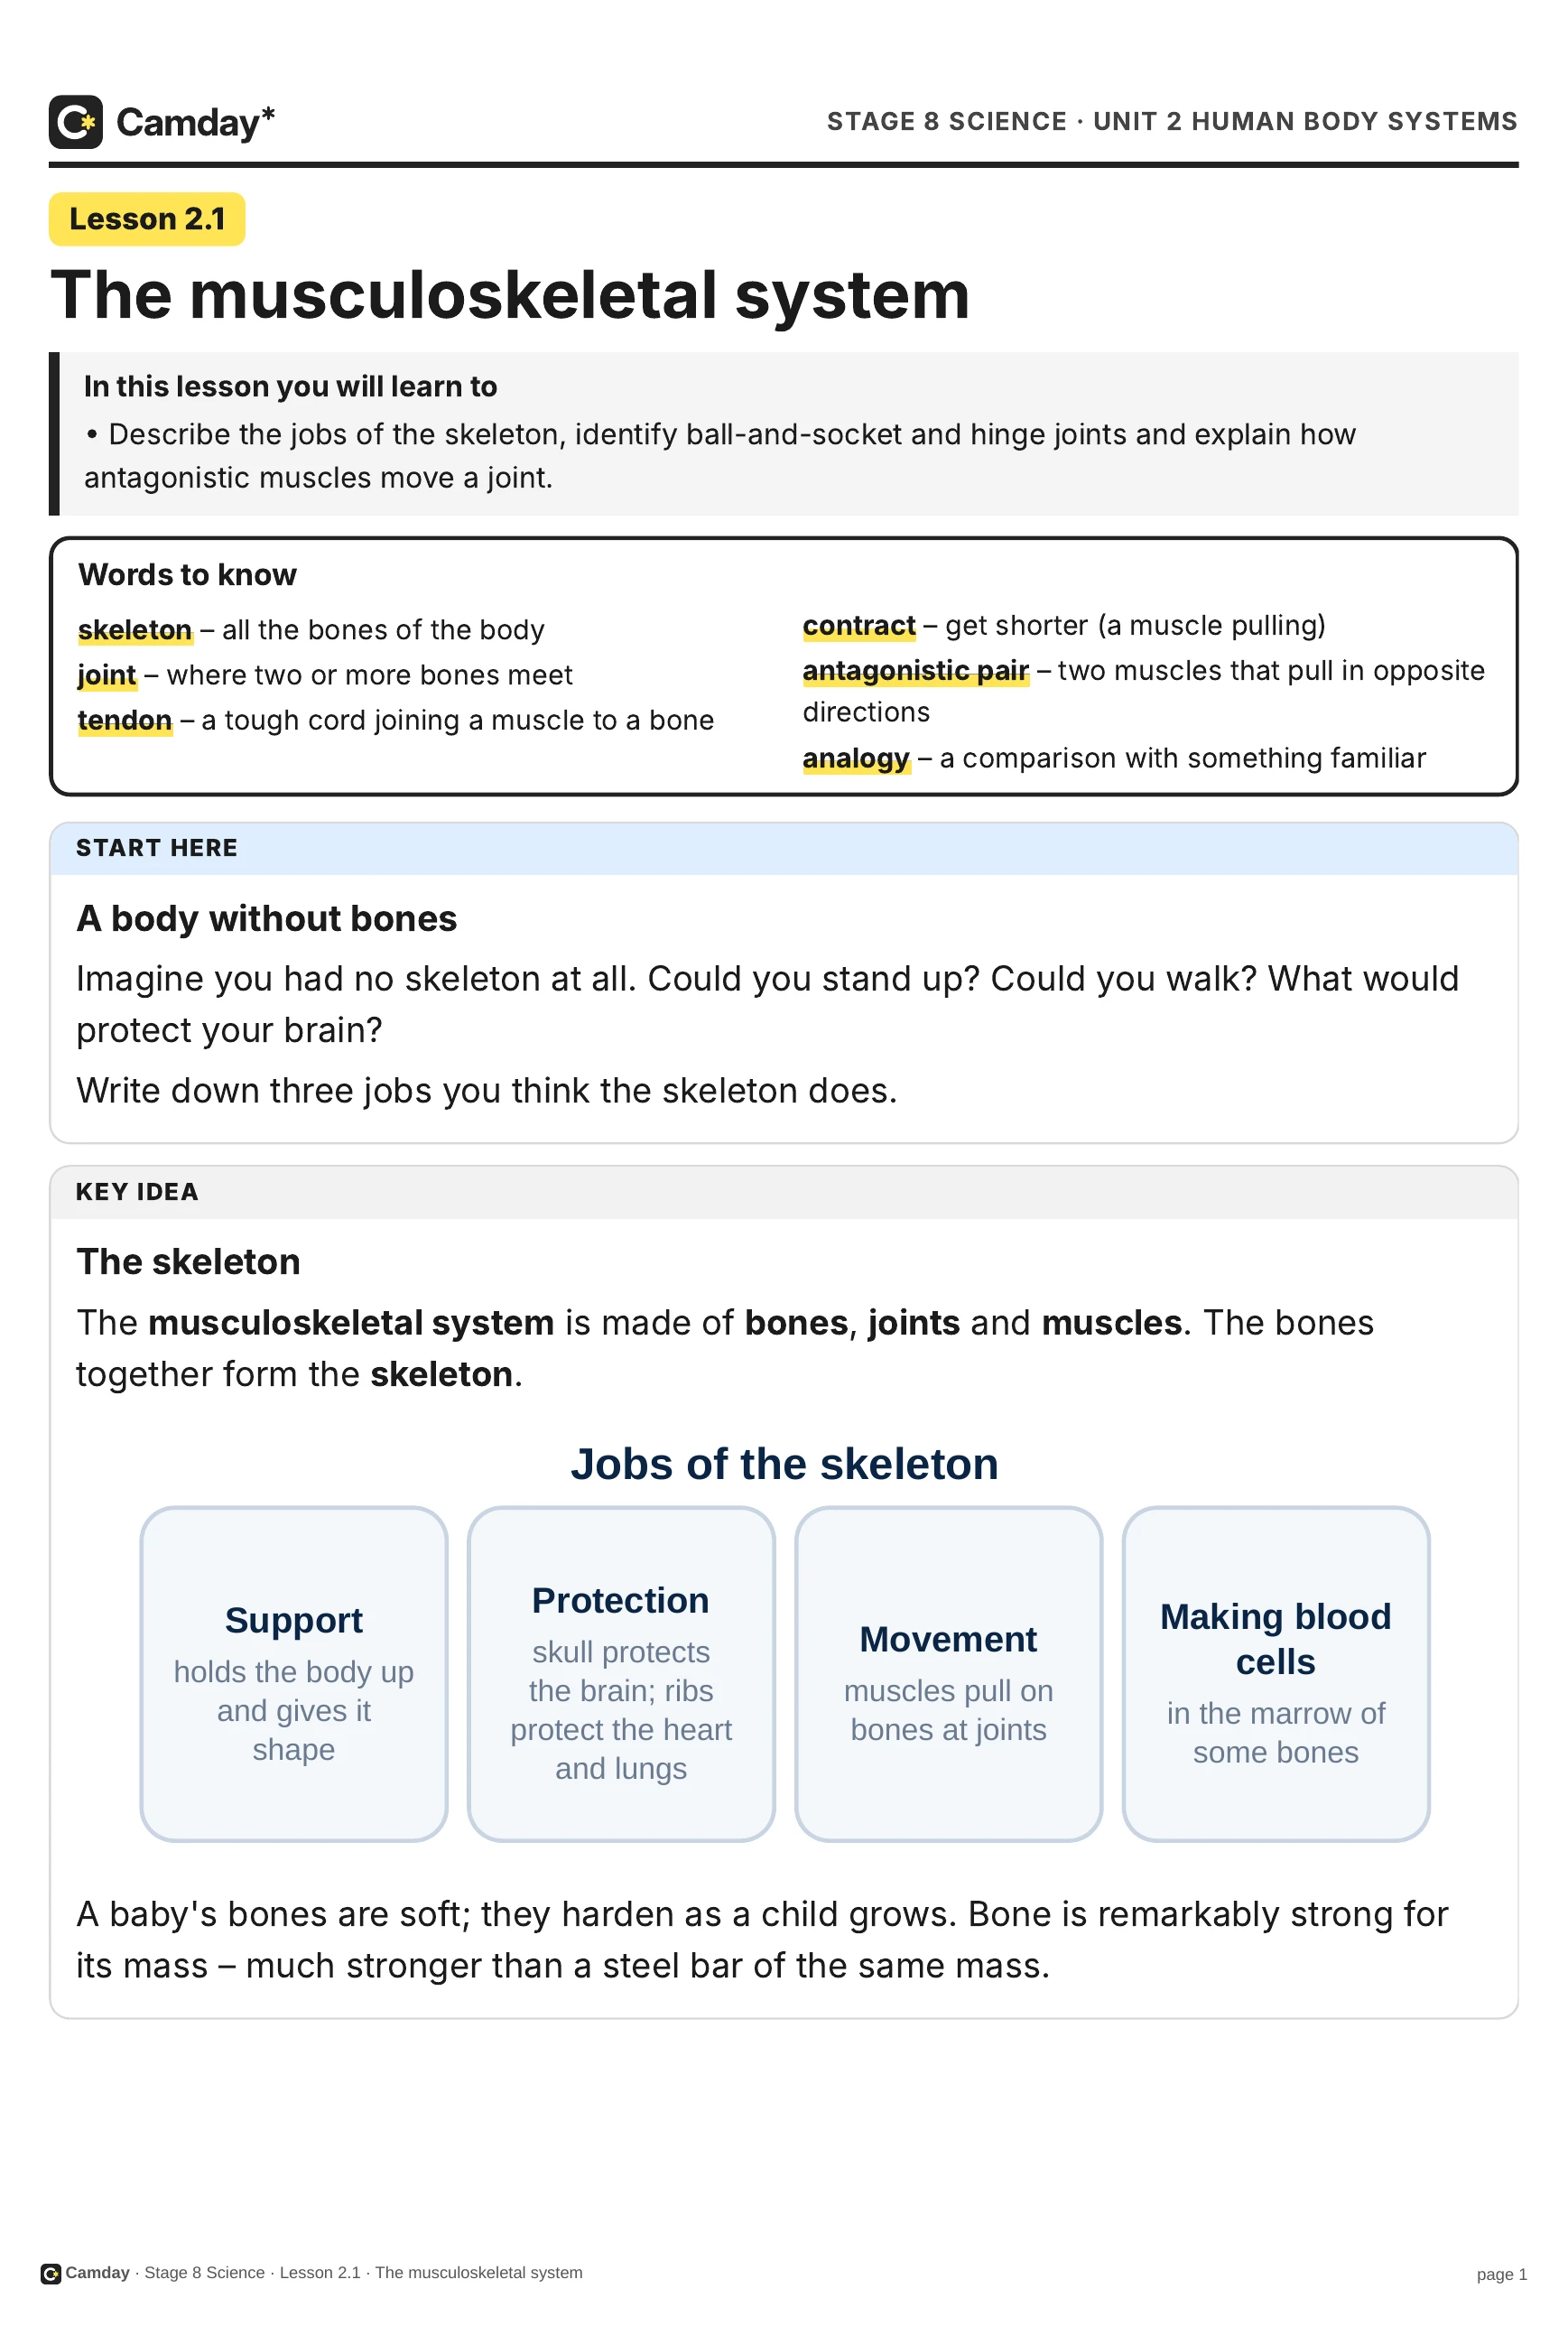 Camday*
STAGE 8 SCIENCE · UNIT 2 HUMAN BODY SYSTEMS
Lesson 2.1
The musculoskeletal system
In this lesson you will learn to
• Describe the jobs of the skeleton, identify ball-and-socket and hinge joints and explain how
antagonistic muscles move a joint.
Words to know
skeleton – all the bones of the body
joint – where two or more bones meet
tendon – a tough cord joining a muscle to a bone
contract – get shorter (a muscle pulling)
antagonistic pair – two muscles that pull in opposite
directions
analogy – a comparison with something familiar
START HERE
A body without bones
Imagine you had no skeleton at all. Could you stand up? Could you walk? What would
protect your brain?
Write down three jobs you think the skeleton does.
KEY IDEA
The skeleton
The musculoskeletal system is made of bones, joints and muscles. The bones
together form the skeleton.
Jobs of the skeleton
Support
holds the body up
and gives it
shape
Protection
skull protects
the brain; ribs
protect the heart
and lungs
Movement
muscles pull on
bones at joints
Making blood
cells
in the marrow of
some bones
A baby's bones are soft; they harden as a child grows. Bone is remarkably strong for
its mass – much stronger than a steel bar of the same mass.
Camday · Stage 8 Science · Lesson 2.1 · The musculoskeletal system
page 1